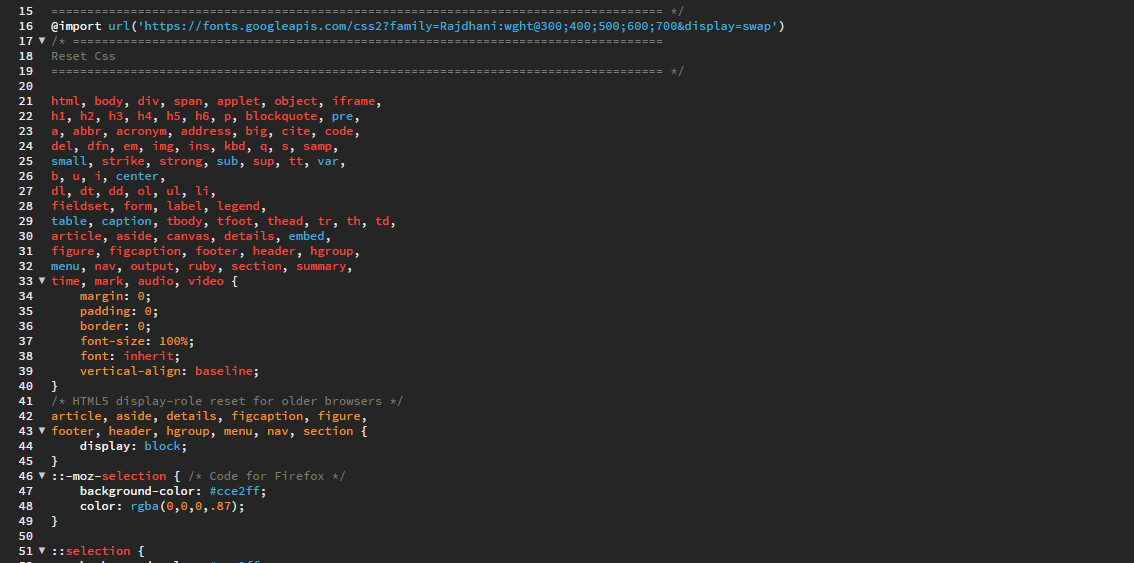 15 ===================================================================================== */
16 @import url('https://fonts.googleapis.com/css2?family=Rajdhani:wght@300;400;500;600;700&display=swap')
17 /* ==================================================================================
18 Reset Css
19 ===================================================================================== */
20
21 html, body, div, span, applet, object, iframe,
22 h1, h2, h3, h4, h5, h6, p, blockquote, pre,
23 a, abbr, acronym, address, big, cite, code,
24 del, dfn, em, img, ins, kbd, q, s, samp,
25 small, strike, strong, sub, sup, tt, var,
26 b, u, i, center,
27 dl, dt, dd, ol, ul, li,
28 fieldset, form, label, legend,
29 table, caption, tbody, tfoot, thead, tr, th, td,
30 article, aside, canvas, details, embed,
31 figure, figcaption, footer, header, hgroup,
32 menu, nav, output, ruby, section, summary,
33 time, mark, audio, video {
34 margin: 0;
35 padding: 0;
36 border: 0;
37 font-size: 100%;
38 font: inherit;
39 vertical-align: baseline;
40 }
41 /* HTML5 display-role reset for older browsers */
42 article, aside, details, figcaption, figure,
43 footer, header, hgroup, menu, nav, section {
44 display: block;
45 }
46 ::-moz-selection { /* Code for Firefox */
47 background-color: #cce2ff;
48 color: rgba(0,0,0,.87);
49 }
50
51 ::selection {